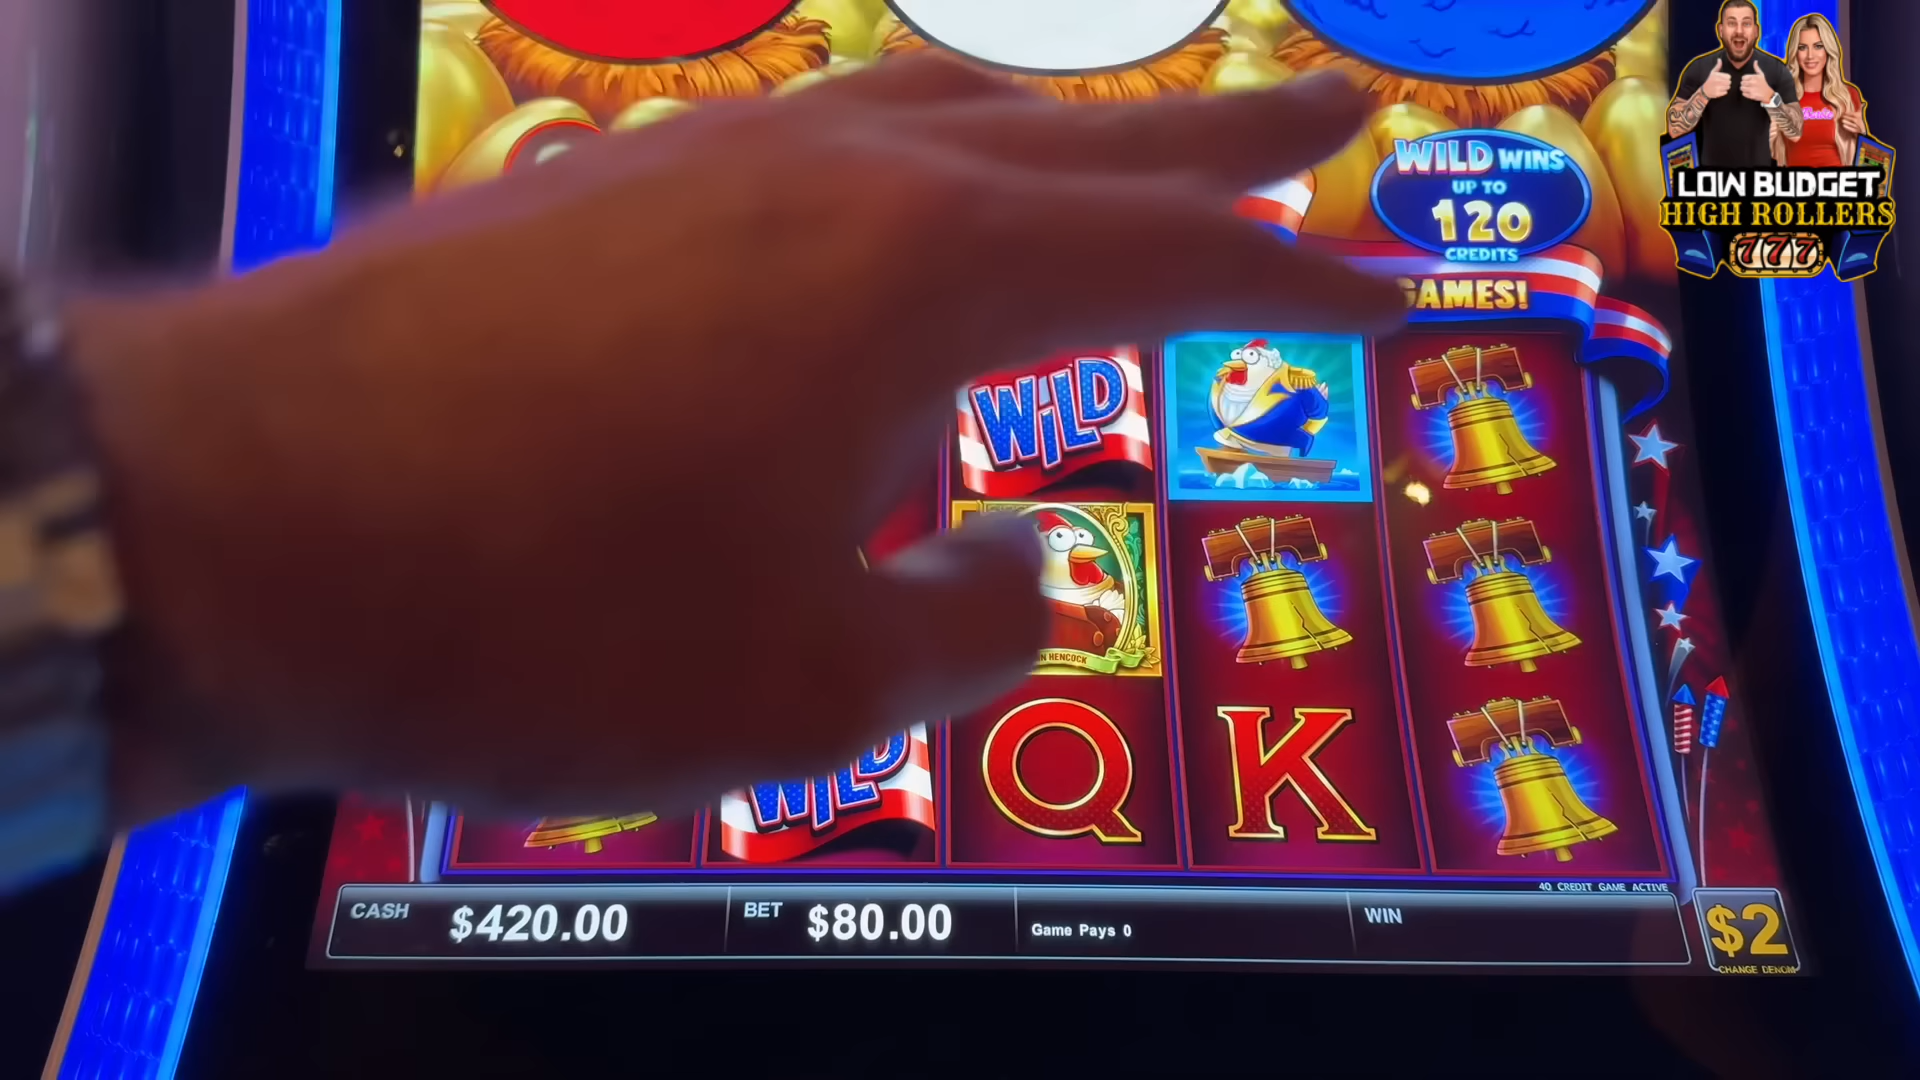 WILD WINS
UP TO
120
CREDITS
GAMES!
LOW BUDGET
HIGH ROLLERS
777
WILD
HENCOCK
WILD
Q
K
40 CREDIT GAME ACTIVE
CASH $420.00 BET $80.00 Game Pays 0 WIN
$2
CHANGE DENOM